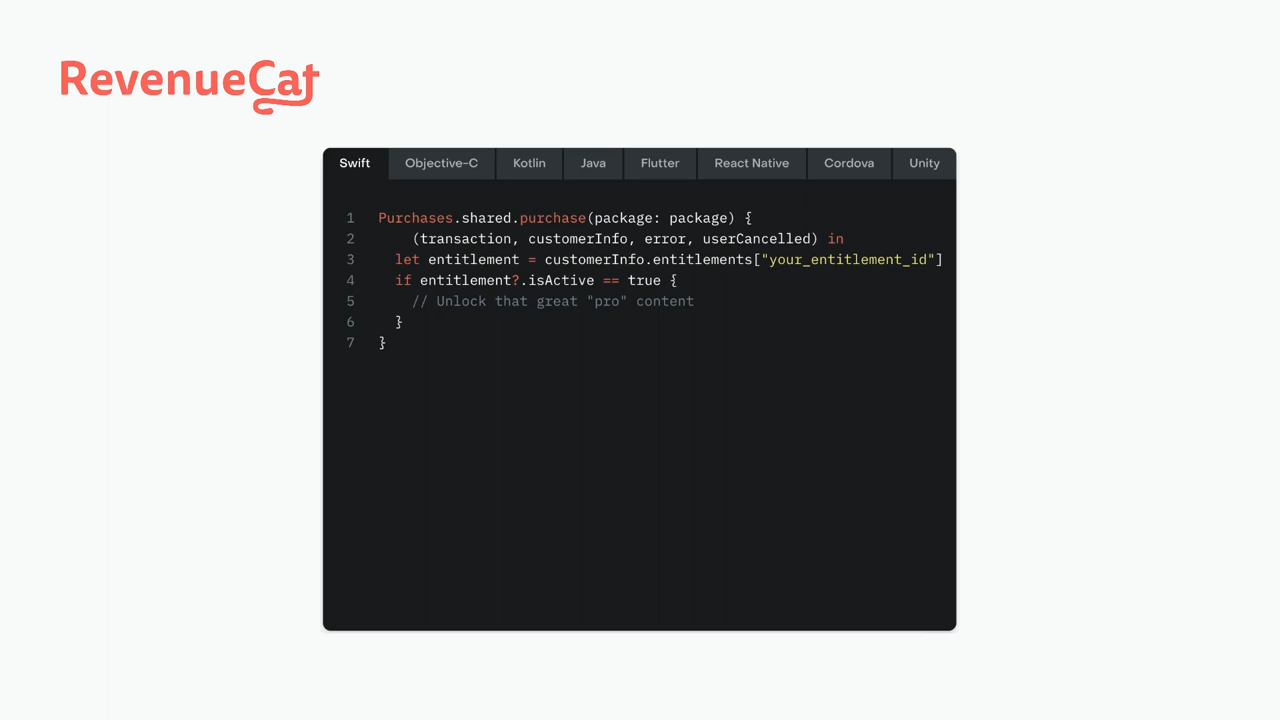 RevenueCat
Swift Objective-C Kotlin Java Flutter React Native Cordova Unity
1 Purchases.shared.purchase(package: package) {
2 (transaction, customerInfo, error, userCancelled) in
3 let entitlement = customerInfo.entitlements["your_entitlement_id"]
4 if entitlement?.isActive == true {
5 // Unlock that great "pro" content
6 }
7 }